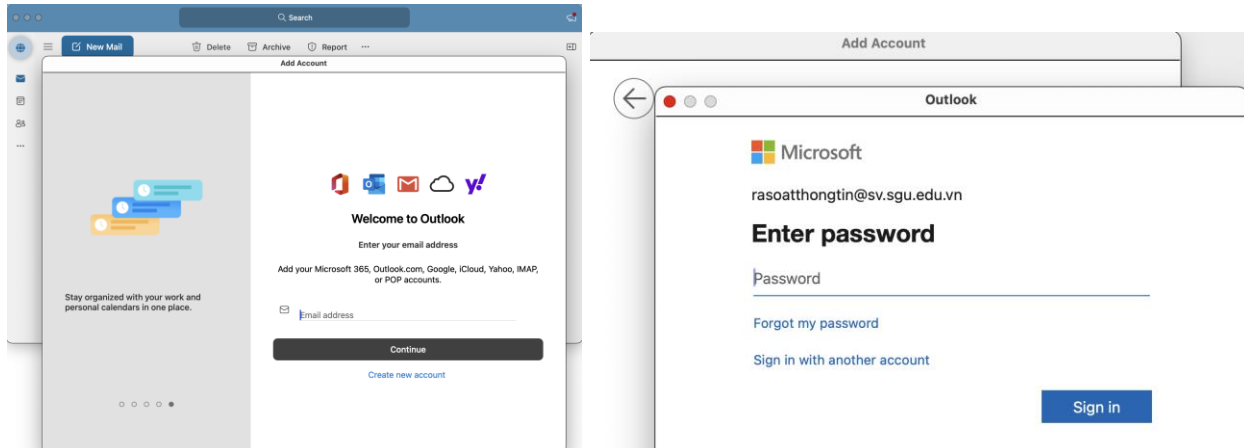 Search
New Mail
Delete
Archive
Report
Add Account
Welcome to Outlook
Enter your email address
Add your Microsoft 365, Outlook.com, Google, iCloud, Yahoo, IMAP,
or POP accounts.
Stay organized with your work and
personal calendars in one place.
Email address
Continue
Create new account
Add Account
Outlook
Microsoft
rasoatthongtin@sv.sgu.edu.vn
Enter password
Password
Forgot my password
Sign in with another account
Sign in